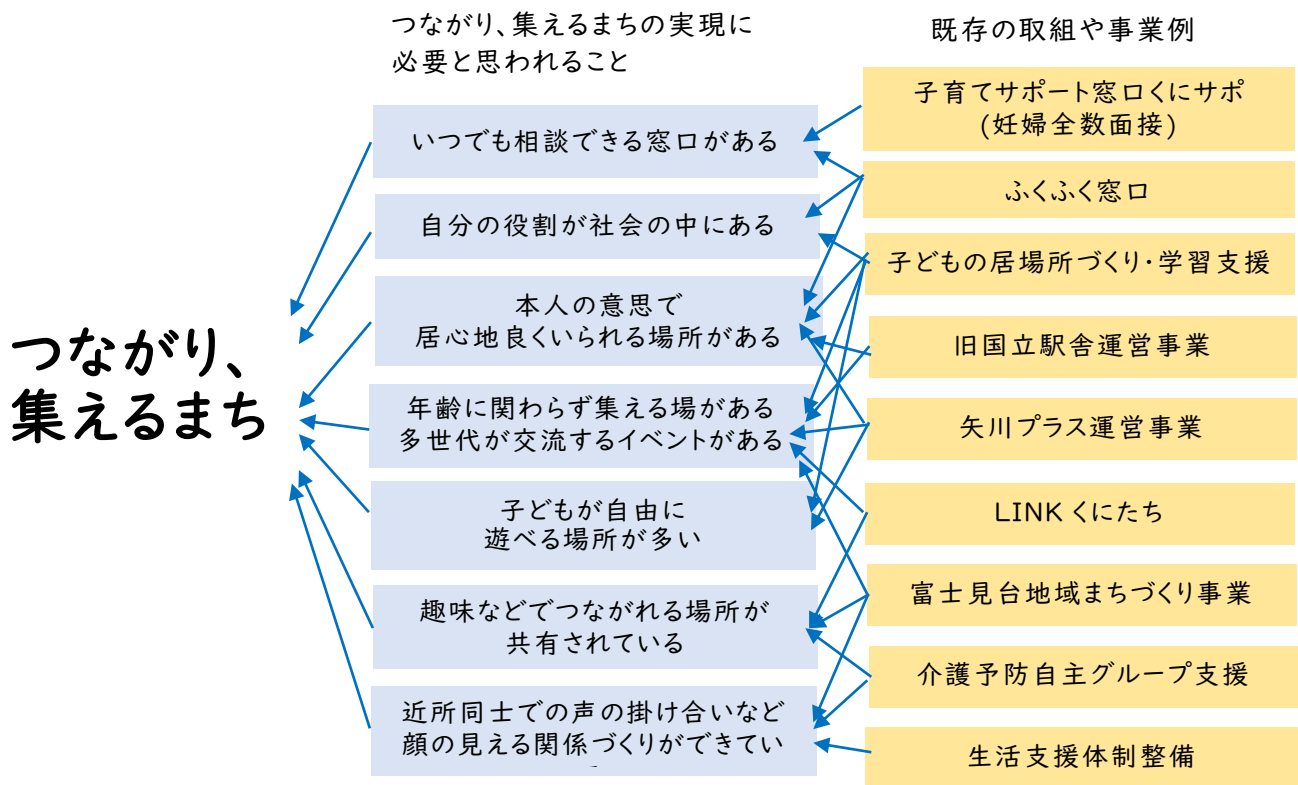 つながり、集えるまちの実現に
必要と思われること
既存の取組や事業例
つながり、
集えるまち
いつでも相談できる窓口がある
自分の役割が社会の中にある
本人の意思で
居心地良くいられる場所がある
年齢に関わらず集える場がある
多世代が交流するイベントがある
子どもが自由に
遊べる場所が多い
趣味などでつながれる場所が
共有されている
近所同士での声の掛け合いなど
顔の見える関係づくりができてい
子育てサポート窓口くにサポ
(妊婦全数面接)
ふくふく窓口
子どもの居場所づくり・学習支援
旧国立駅舎運営事業
矢川プラス運営事業
LINKくにたち
富士見台地域まちづくり事業
介護予防自主グループ支援
生活支援体制整備